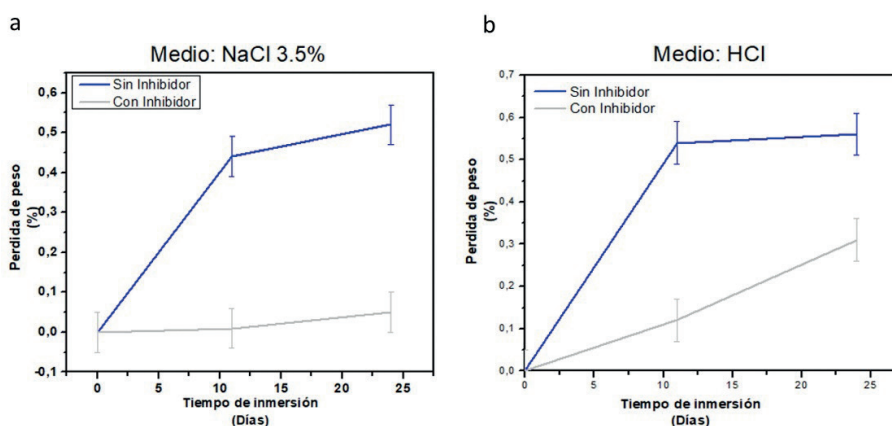 a
Medio: NaCl 3.5%
Sin Inhibidor
Con Inhibidor
0,6
0,5
0,4
0,3
0,2
0,1
0,0
-0,1
Perdida de peso
(%)
0
5
10
15
20
25
Tiempo de inmersión
(Días)
b
Medio: HCl
0,7
Sin Inhibidor
Con Inhibidor
0,6
0,5
0,4
0,3
0,2
0,1
0,0
Perdida de peso
(%)
0
5
10
15
20
25
Tiempo de inmersión
(Días)